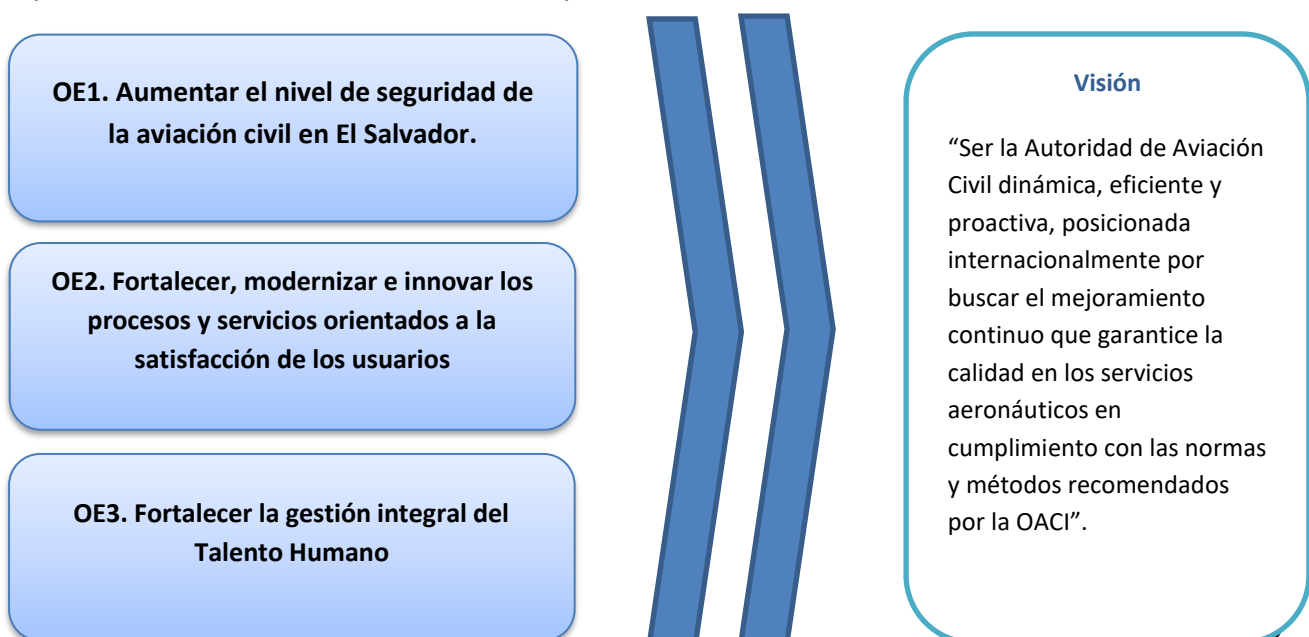 OE1. Aumentar el nivel de seguridad de
la aviación civil en El Salvador.
OE2. Fortalecer, modernizar e innovar los
procesos y servicios orientados a la
satisfacción de los usuarios
OE3. Fortalecer la gestión integral del
Talento Humano
Visión
“Ser la Autoridad de Aviación
Civil dinámica, eficiente y
proactiva, posicionada
internacionalmente por
buscar el mejoramiento
continuo que garantice la
calidad en los servicios
aeronáuticos en
cumplimiento con las normas
y métodos recomendados
por la OACI”.